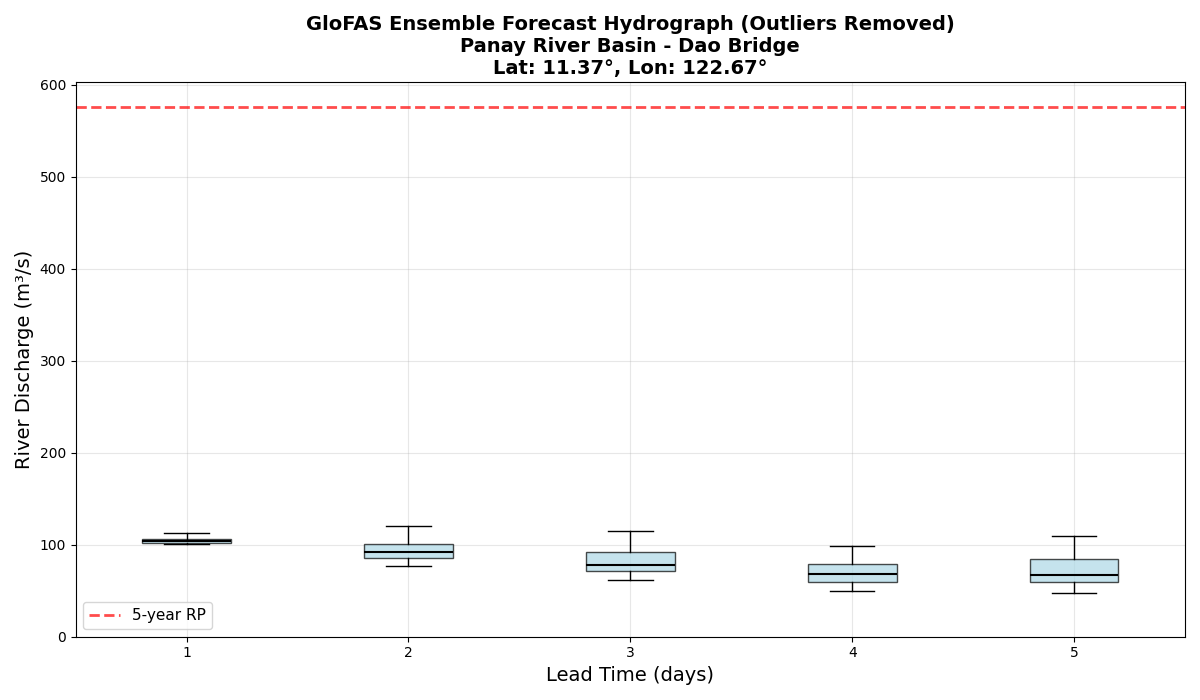 GloFAS Ensemble Forecast Hydrograph (Outliers Removed)
Panay River Basin - Dao Bridge
Lat: 11.37°, Lon: 122.67°
River Discharge (m³/s)
600
500
400
300
200
100
0
5-year RP
1 2 3 4 5
Lead Time (days)